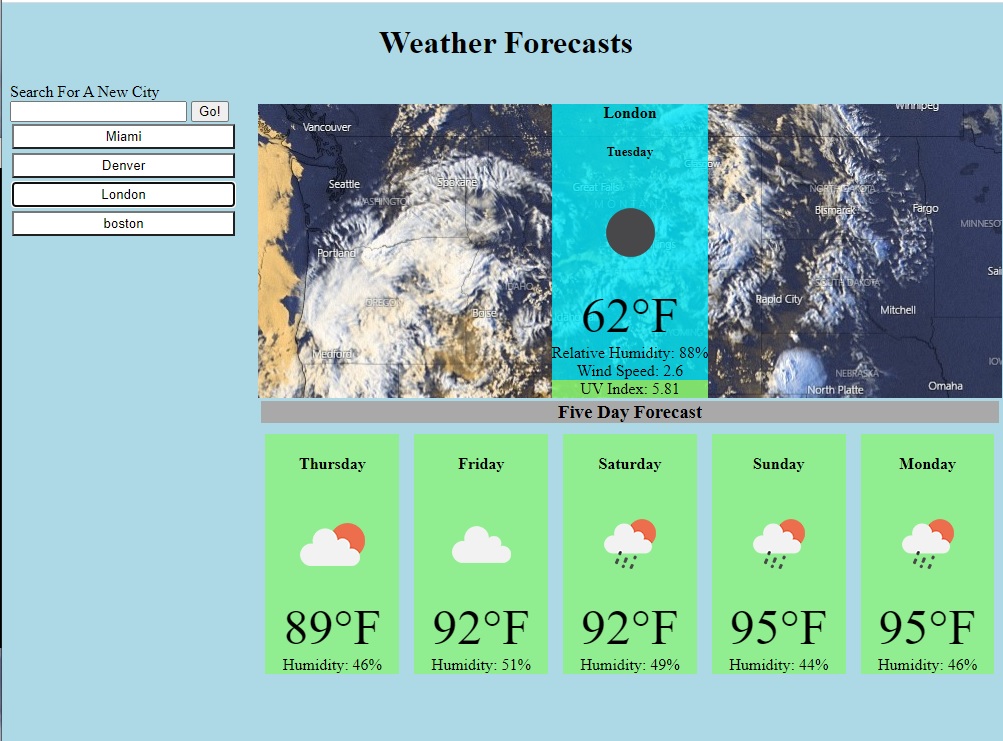 Weather Forecasts
Search For A New City
Go!
Miami
Denver
London
boston
Vancouver
Seattle
Spokane
WASHINGTON
Portland
OREGON
IDAHO
Boise
Medford
London
Tuesday
Great Falls
62°F
Relative Humidity: 88%
Wind Speed: 2.6
UV Index: 5.81
Winnipeg
NORTH DAKOTA
Bismarck
Fargo
MINNESO
Sai
SOUTH DAKOTA
Rapid City
Mitchell
IOW
NEBRASKA
North Platte
Omaha
Five Day Forecast
Thursday
Friday
Saturday
Sunday
Monday
89°F
92°F
92°F
95°F
95°F
Humidity: 46%
Humidity: 51%
Humidity: 49%
Humidity: 44%
Humidity: 46%